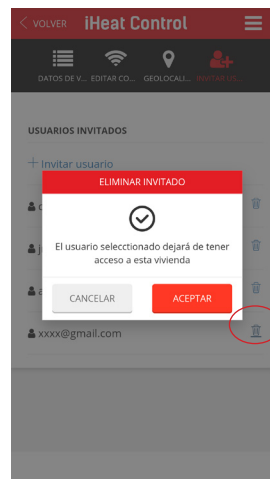 < VOLVER iHeat Control
DATOS DE V... EDITAR CO... GEOLOCALI... INVITAR US...
USUARIOS INVITADOS
+ Invitar usuario
ELIMINAR INVITADO
El usuario selecctionado dejará de tener
acceso a esta vivienda
CANCELAR ACEPTAR
xxxx@gmail.com